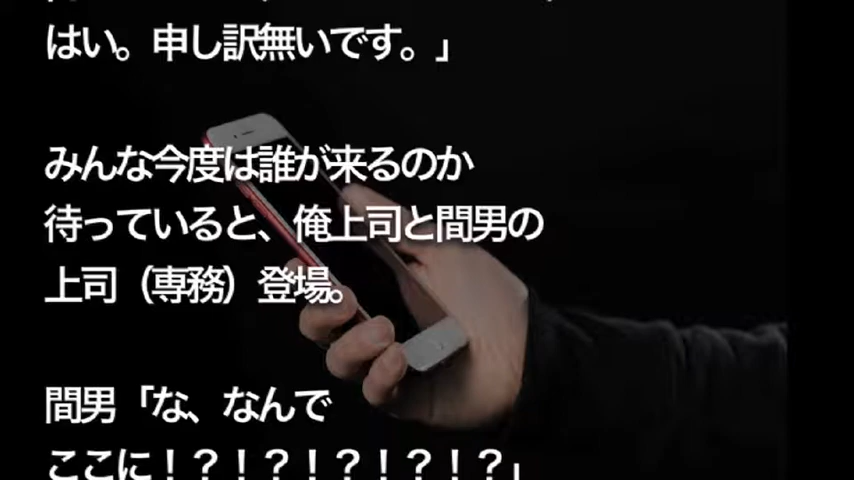 はい。申し訳無いです。」
みんな今度は誰が来るのか
待っていると、俺上司と間男の
上司（専務）登場。
間男「な、なんで
ここに！？！？！？！？！？」